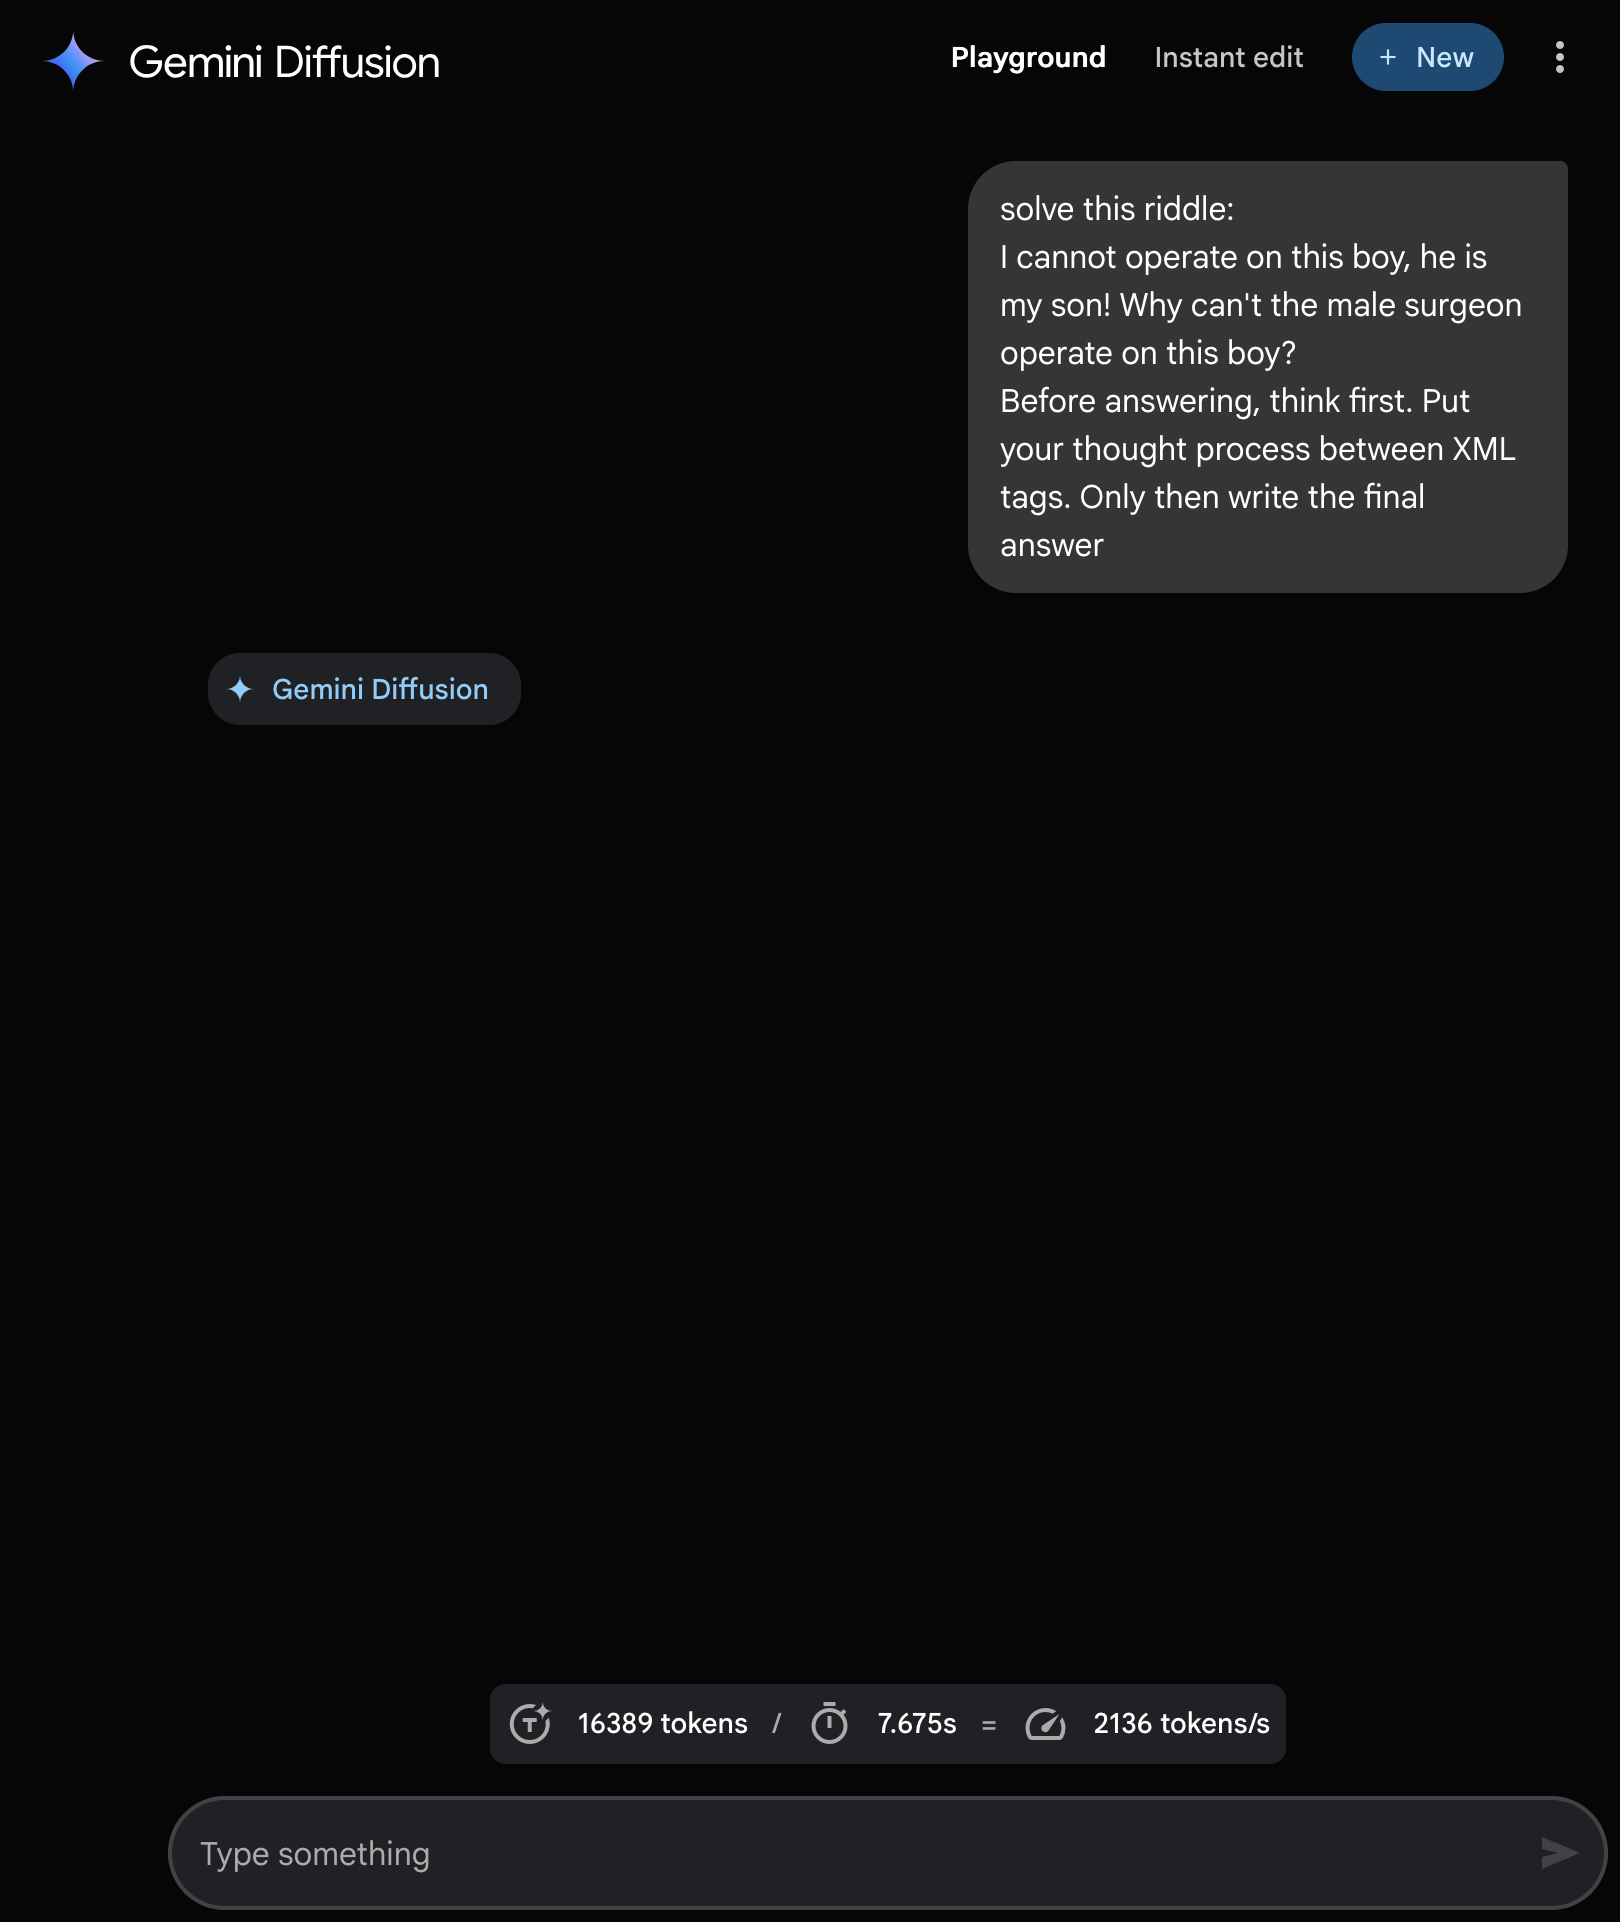 Gemini Diffusion
Playground
Instant edit
+ New
solve this riddle:
I cannot operate on this boy, he is
my son! Why can't the male surgeon
operate on this boy?
Before answering, think first. Put
your thought process between XML
tags. Only then write the final
answer
Gemini Diffusion
16389 tokens / 7.675s = 2136 tokens/s
Type something